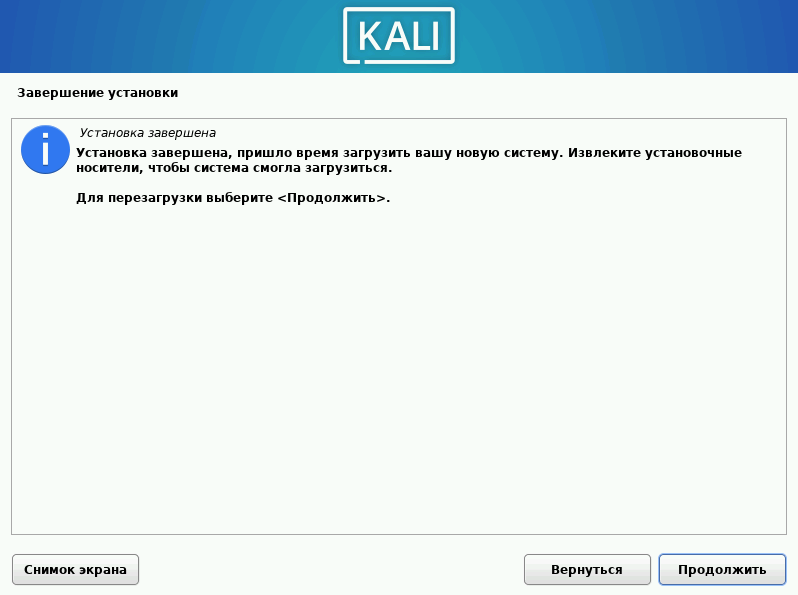 KALI
Завершение установки
Установка завершена
Установка завершена, пришло время загрузить вашу новую систему. Извлеките установочные
носители, чтобы система смогла загрузиться.
Для перезагрузки выберите <Продолжить>.
Снимок экрана
Вернуться
Продолжить